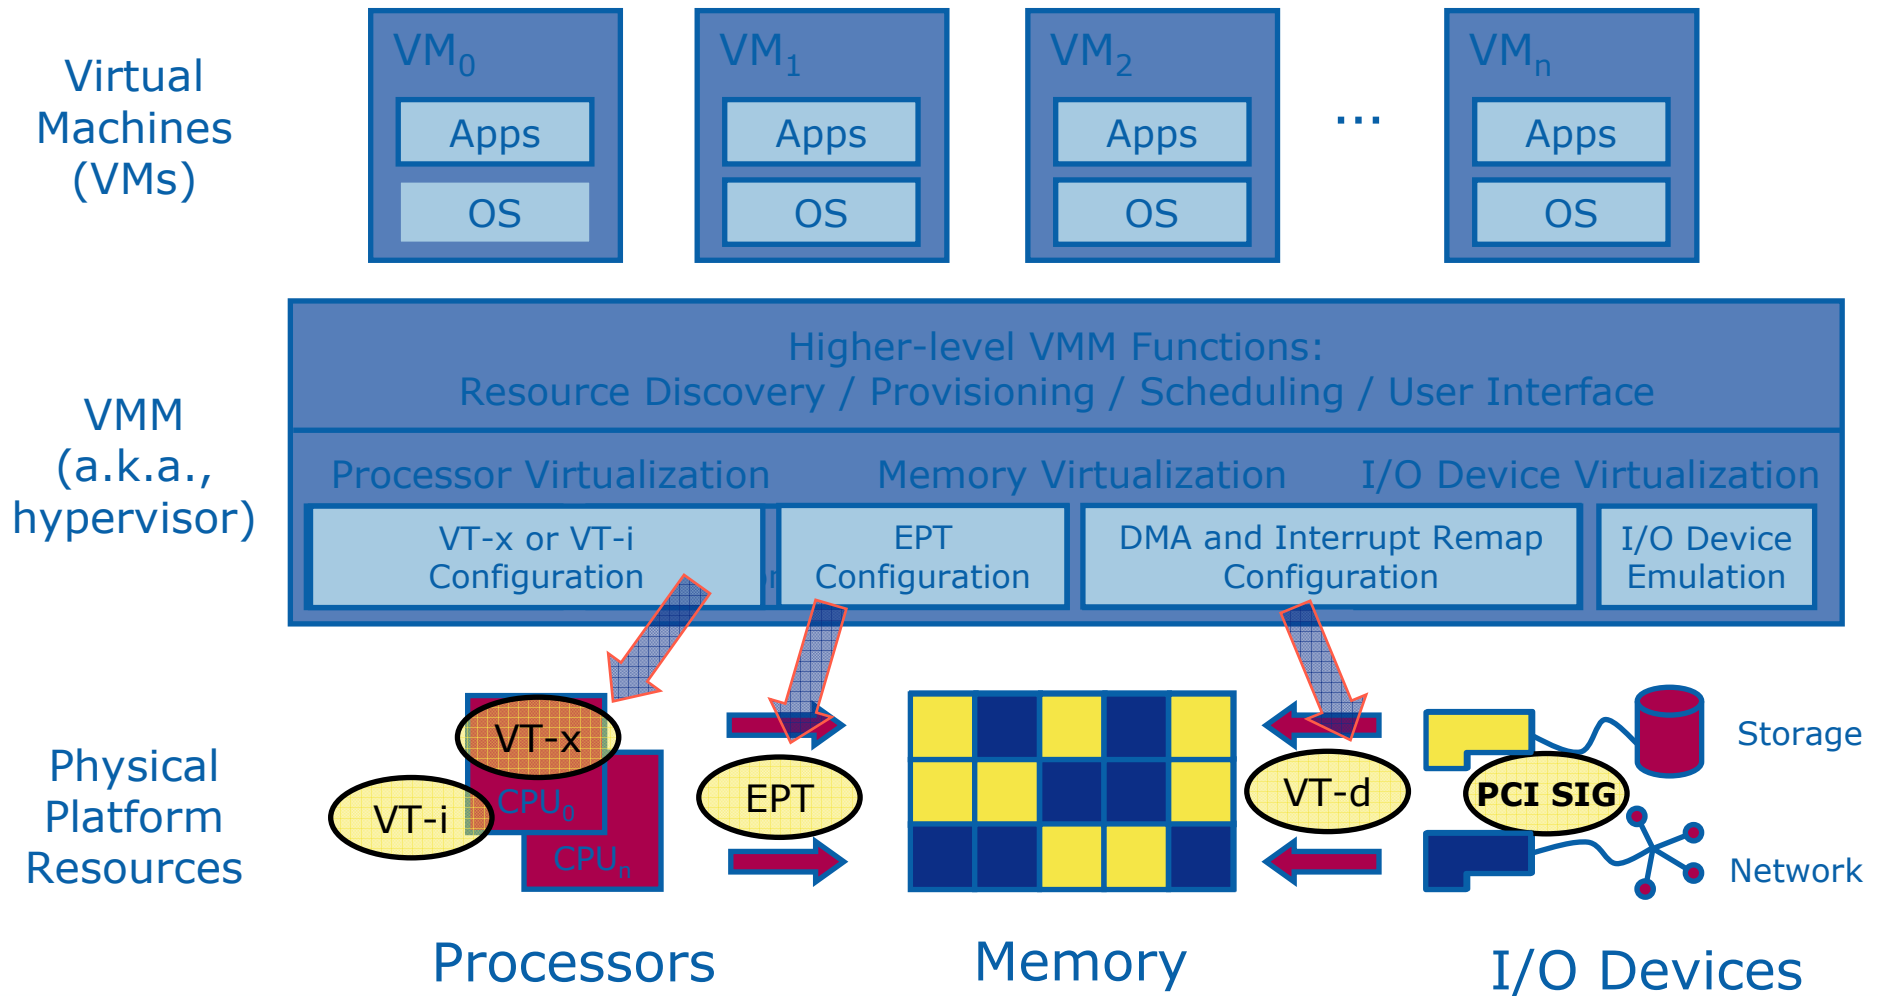 Virtual
Machines
(VMs)
VM0
Apps
OS
VM1
Apps
OS
VM2
Apps
OS
...
VMn
Apps
OS
VMM
(a.k.a.,
hypervisor)
Higher-level VMM Functions:
Resource Discovery / Provisioning / Scheduling / User Interface
Processor Virtualization
Memory Virtualization
I/O Device Virtualization
VT-x or VT-i
Configuration
EPT
Configuration
DMA and Interrupt Remap
Configuration
I/O Device
Emulation
Physical
Platform
Resources
VT-x
VT-i
CPU0
CPUn
EPT
VT-d
PCI SIG
Storage
Network
Processors
Memory
I/O Devices